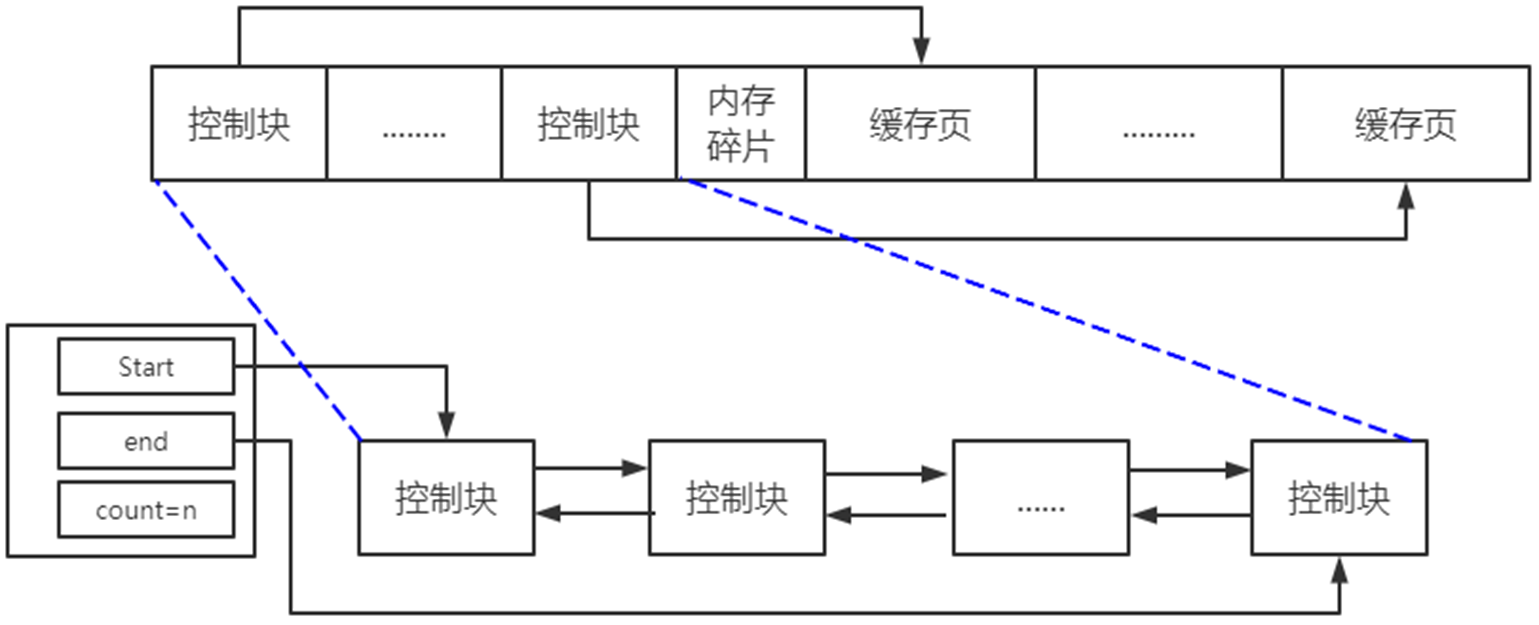 控制块
........
控制块
内存
碎片
缓存页
.........
缓存页
Start
end
count=n
控制块
控制块
......
控制块